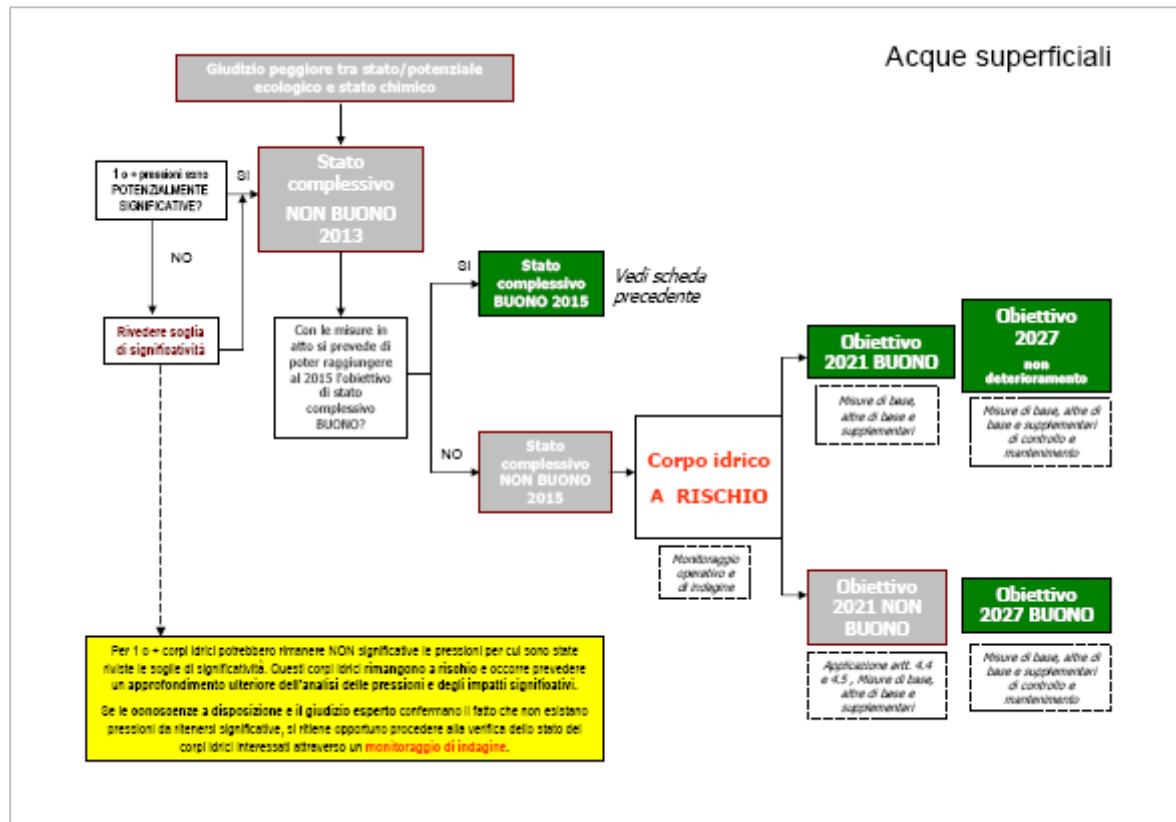 Acque superficiali
Giudizio peggiore tra stato/potenziale
ecologico e stato chimico
1 o + pressioni sono
POTENZIALMENTE
SIGNIFICATIVE?
SI
Stato
complessivo
NON BUONO
2013
NO
Rivedere soglia
di significatività
Con le misure in
atto si prevede di
poter raggiungere
al 2015 l'obiettivo
di stato
complessivo
BUONO?
SI
Stato
complessivo
BUONO 2015
Vedi scheda
precedente
NO
Stato
complessivo
NON BUONO
2015
Corpo idrico
A RISCHIO
Monitoraggio
operativo e
di indagine
Obiettivo
2021 BUONO
Misure di base,
altre di base e
supplementari
Obiettivo
2027
non
deterioramento
Misure di base, altre di
base e supplementari
di controllo e
mantenimento
Obiettivo
2021 NON
BUONO
Applicazione artt. 4.4
e 4.5 , Misure di base,
altre di base e
supplementari
Obiettivo
2027 BUONO
Misure di base, altre di
base e supplementari
di controllo e
mantenimento
Per 1 o + corpi idrici potrebbero rimanere NON significative le pressioni per cui sono state
riviste le soglie di significatività. Questi corpi idrici rimangono a rischio e occorre prevedere
un approfondimento ulteriore dell'analisi delle pressioni e degli impatti significativi.
Se le conoscenze a disposizione e il giudizio esperto confermano il fatto che non esistano
pressioni da ritenersi significative, si ritiene opportuno procedere alla verifica dello stato dei
corpi idrici interessati attraverso un monitoraggio di indagine.